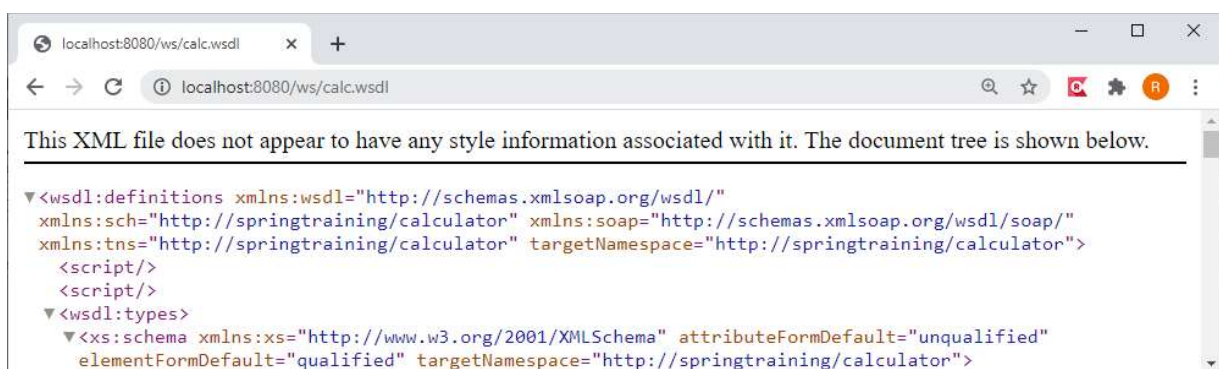 localhost:8080/ws/calc.wsdl
localhost:8080/ws/calc.wsdl
R
This XML file does not appear to have any style information associated with it. The document tree is shown below.
▼<wsdl:definitions xmlns:wsdl="http://schemas.xmlsoap.org/wsdl/"
xmlns:sch="http://springtraining/calculator" xmlns:soap="http://schemas.xmlsoap.org/wsdl/soap/"
xmlns:tns="http://springtraining/calculator" targetNamespace="http://springtraining/calculator">
<script/>
<script/>
▼<wsdl:types>
▼<xs:schema xmlns:xs="http://www.w3.org/2001/XMLSchema" attributeFormDefault="unqualified"
elementFormDefault="qualified" targetNamespace="http://springtraining/calculator">